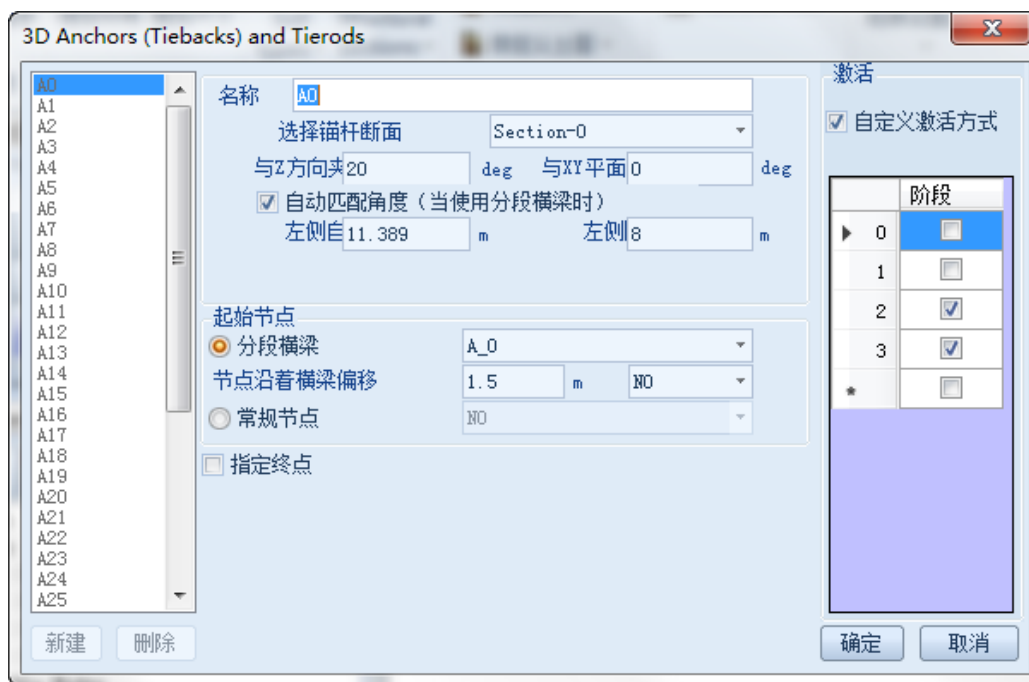 3D Anchors (Tiebacks) and Tierods
A0
A1
A2
A3
A4
A5
A6
A7
A8
A9
A10
A11
A12
A13
A14
A15
A16
A17
A18
A19
A20
A21
A22
A23
A24
A25
新建 删除
名称 A0
选择锚杆断面 Section-0
与Z方向夹 20 deg 与XY平面 0 deg
自动匹配角度（当使用分段横梁时）
左侧自 11.389 m 左侧 8 m
起始节点
分段横梁 A_0
节点沿着横梁偏移 1.5 m N0
常规节点 N0
指定终点
激活
自定义激活方式
阶段
0
1
2
3
*
确定 取消